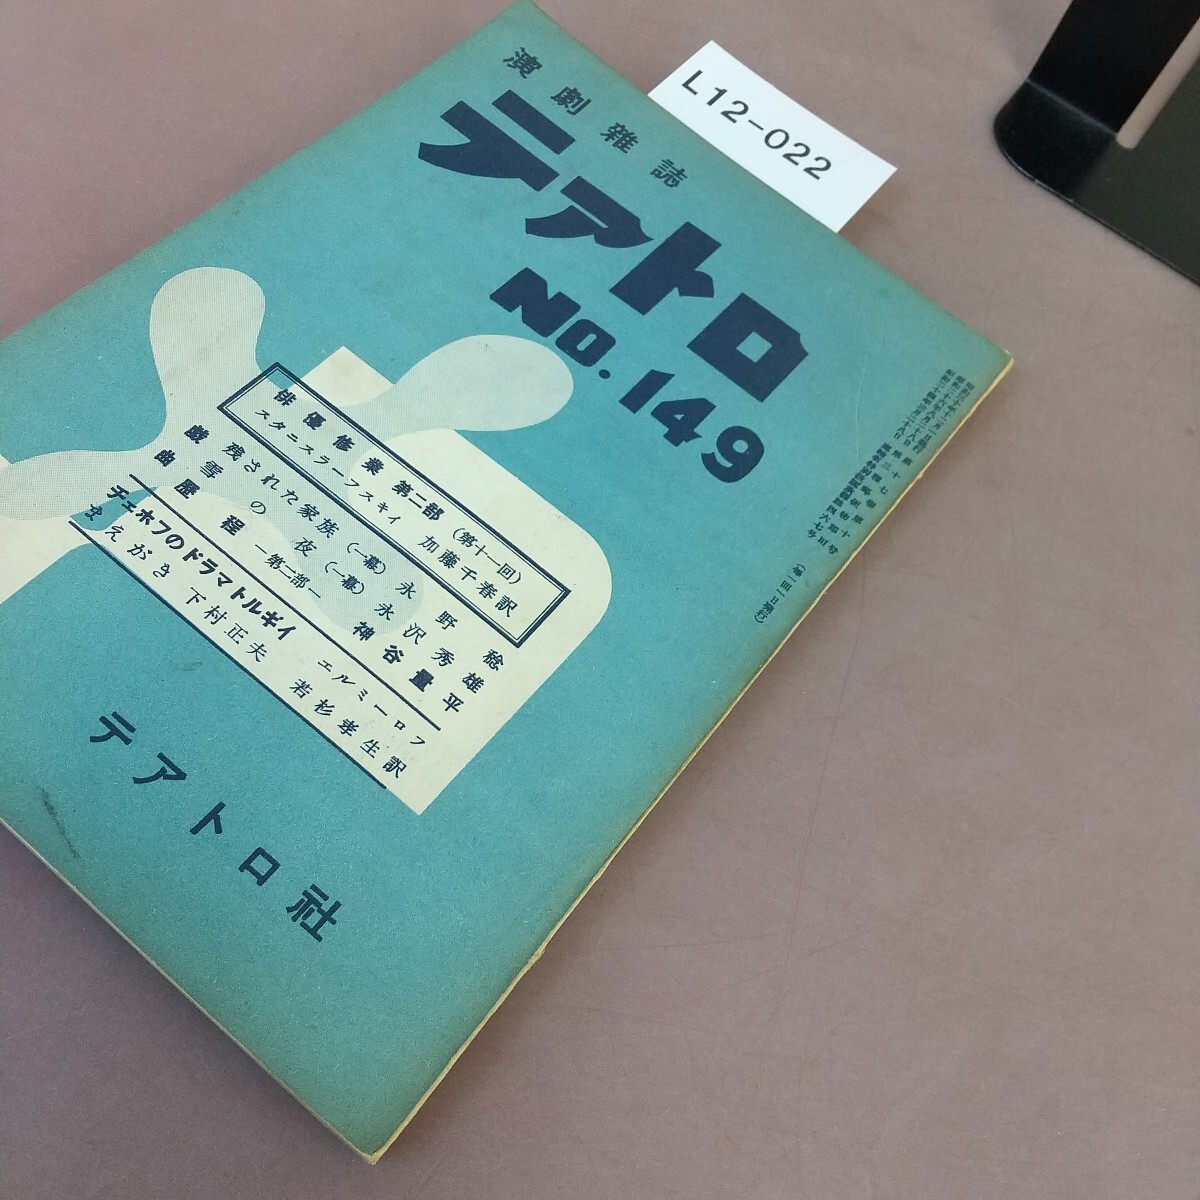 L12-022
演劇雑誌
テアトロ
NO.149
俳優修業 第二部 (第十一回)
スタニスラーフスキイ 加藤千春訳
戯曲
残された家族(一幕) 永野稔
雪の夜(一幕) 永沢秀雄
歴程 ー第二部ー 神谷量平
チェホフのドラマトルギイ エルミーロフ
まえがき 下村正夫 若杉孝生訳
テアトロ社